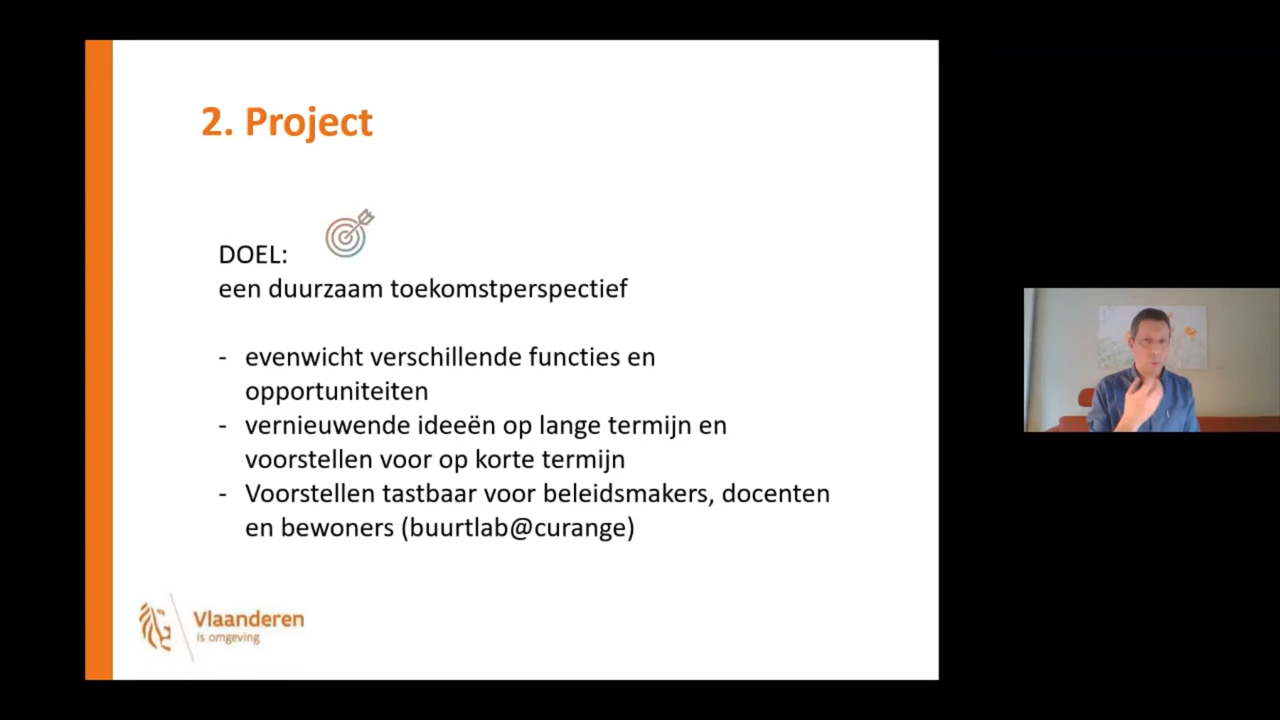 2. Project
DOEL:
een duurzaam toekomstperspectief
- evenwicht verschillende functies en
opportuniteiten
- vernieuwende ideeën op lange termijn en
voorstellen voor op korte termijn
- Voorstellen tastbaar voor beleidsmakers, docenten
en bewoners (buurtlab@curange)
Vlaanderen
is omgeving